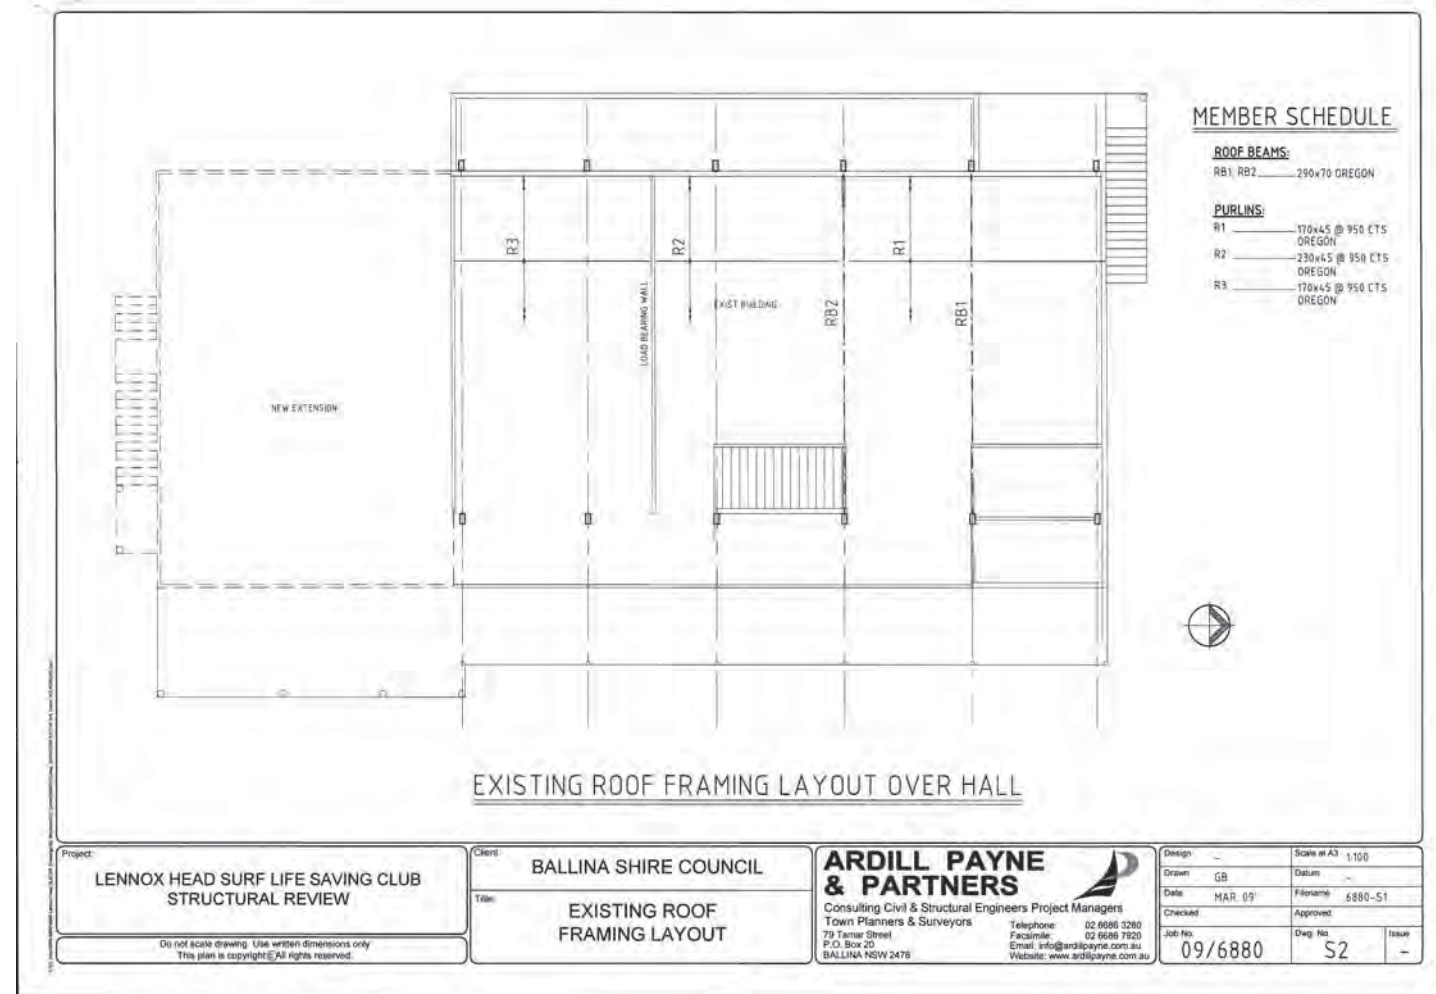 MEMBER SCHEDULE
ROOF BEAMS:
RB1, RB2 290x70 OREGON
PURLINS:
R1 170x45 @ 950 CTS
OREGON
R2 230x45 @ 950 CTS
OREGON
R3 170x45 @ 950 CTS
OREGON
R3
R2
R1
LOAD BEARING WALL
EXIST BUILDING
RB2
RB1
NEW EXTENSION
EXISTING ROOF FRAMING LAYOUT OVER HALL
Project:
LENNOX HEAD SURF LIFE SAVING CLUB
STRUCTURAL REVIEW
Do not scale drawing. Use written dimensions only
This plan is copyright © All rights reserved.
Client:
BALLINA SHIRE COUNCIL
Title:
EXISTING ROOF
FRAMING LAYOUT
ARDILL PAYNE
& PARTNERS
Consulting Civil & Structural Engineers Project Managers
Town Planners & Surveyors
79 Tamar Street
P.O. Box 20
BALLINA NSW 2478
Telephone: 02 6686 3280
Facsimile: 02 6686 7920
Email: info@ardillpayne.com.au
Website: www.ardillpayne.com.au
Design -
Scale at A3 1:100
Drawn GB
Datum -
Date MAR. 09'
Filename 6880-S1
Checked
Approved
Job No. 09/6880
Dwg. No. S2
Issue -